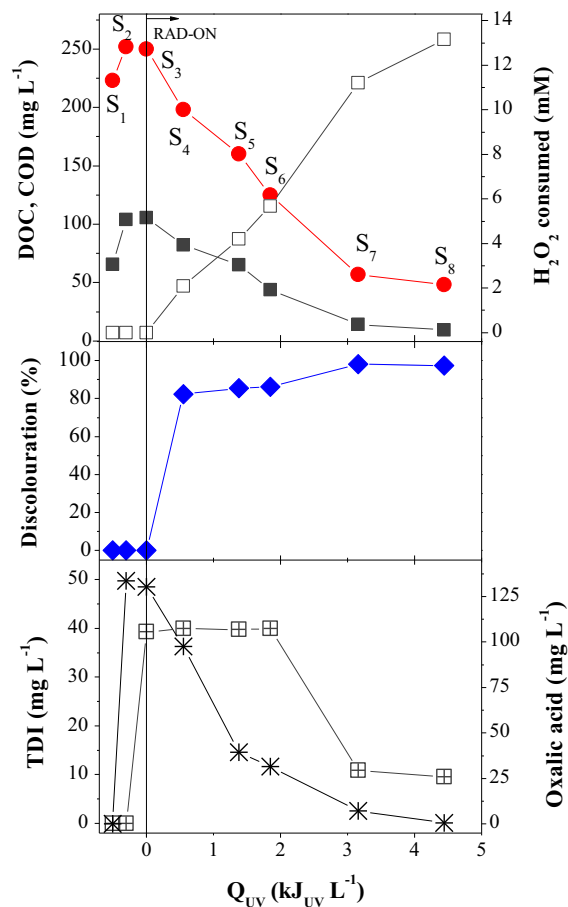 RAD-ON
S₁
S₂
S₃
S₄
S₅
S₆
S₇
S₈
DOC, COD (mg L⁻¹)
300
250
200
150
100
50
0
H₂O₂ consumed (mM)
14
12
10
8
6
4
2
0
Discolouration (%)
100
80
60
40
20
0
TDI (mg L⁻¹)
50
40
30
20
10
0
Oxalic acid (mg L⁻¹)
125
100
75
50
25
0
0 1 2 3 4 5
Q_UV (kJ_UV L⁻¹)